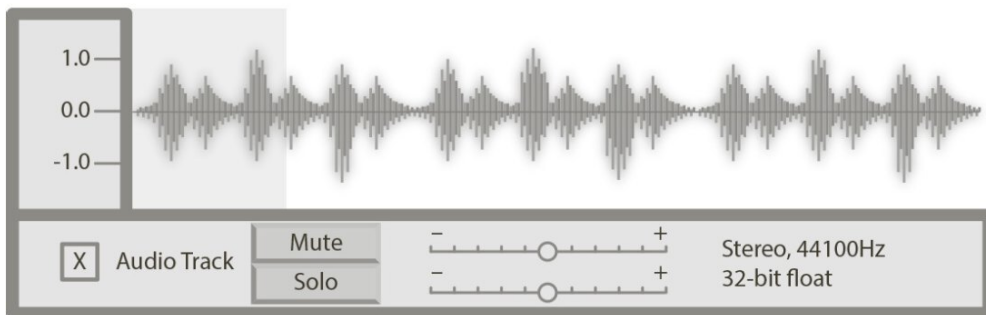 1.0
0.0
-1.0
X
Audio Track
Mute
Solo
− +
− +
Stereo, 44100Hz
32-bit float